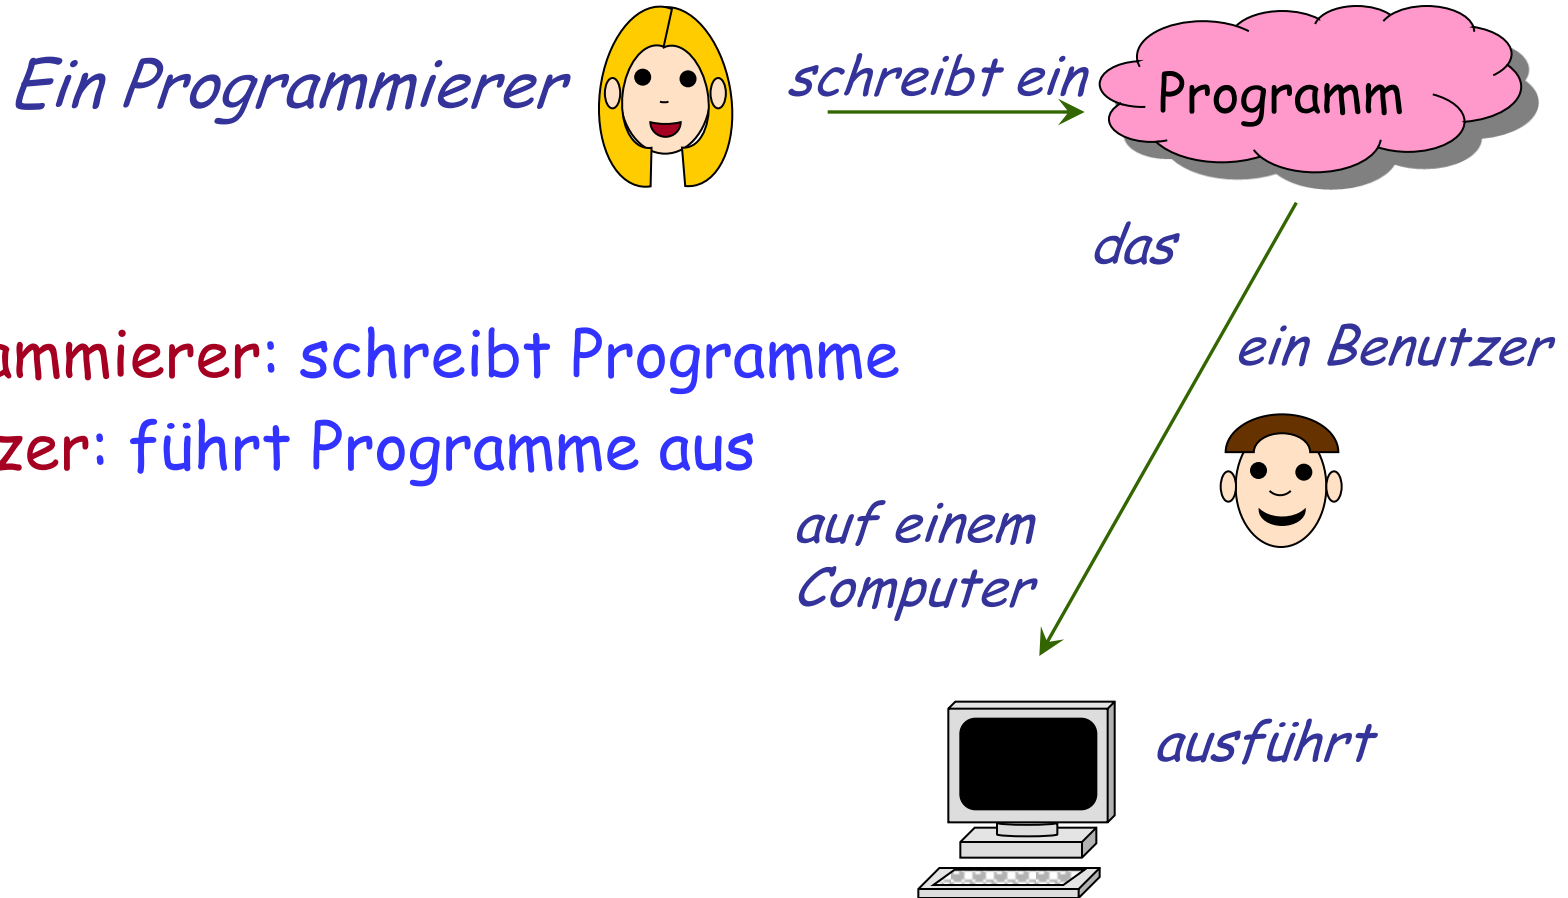 Ein Programmierer
schreibt ein
Programm
das
ein Benutzer
ammierer: schreibt Programme
zer: führt Programme aus
auf einem
Computer
ausführt